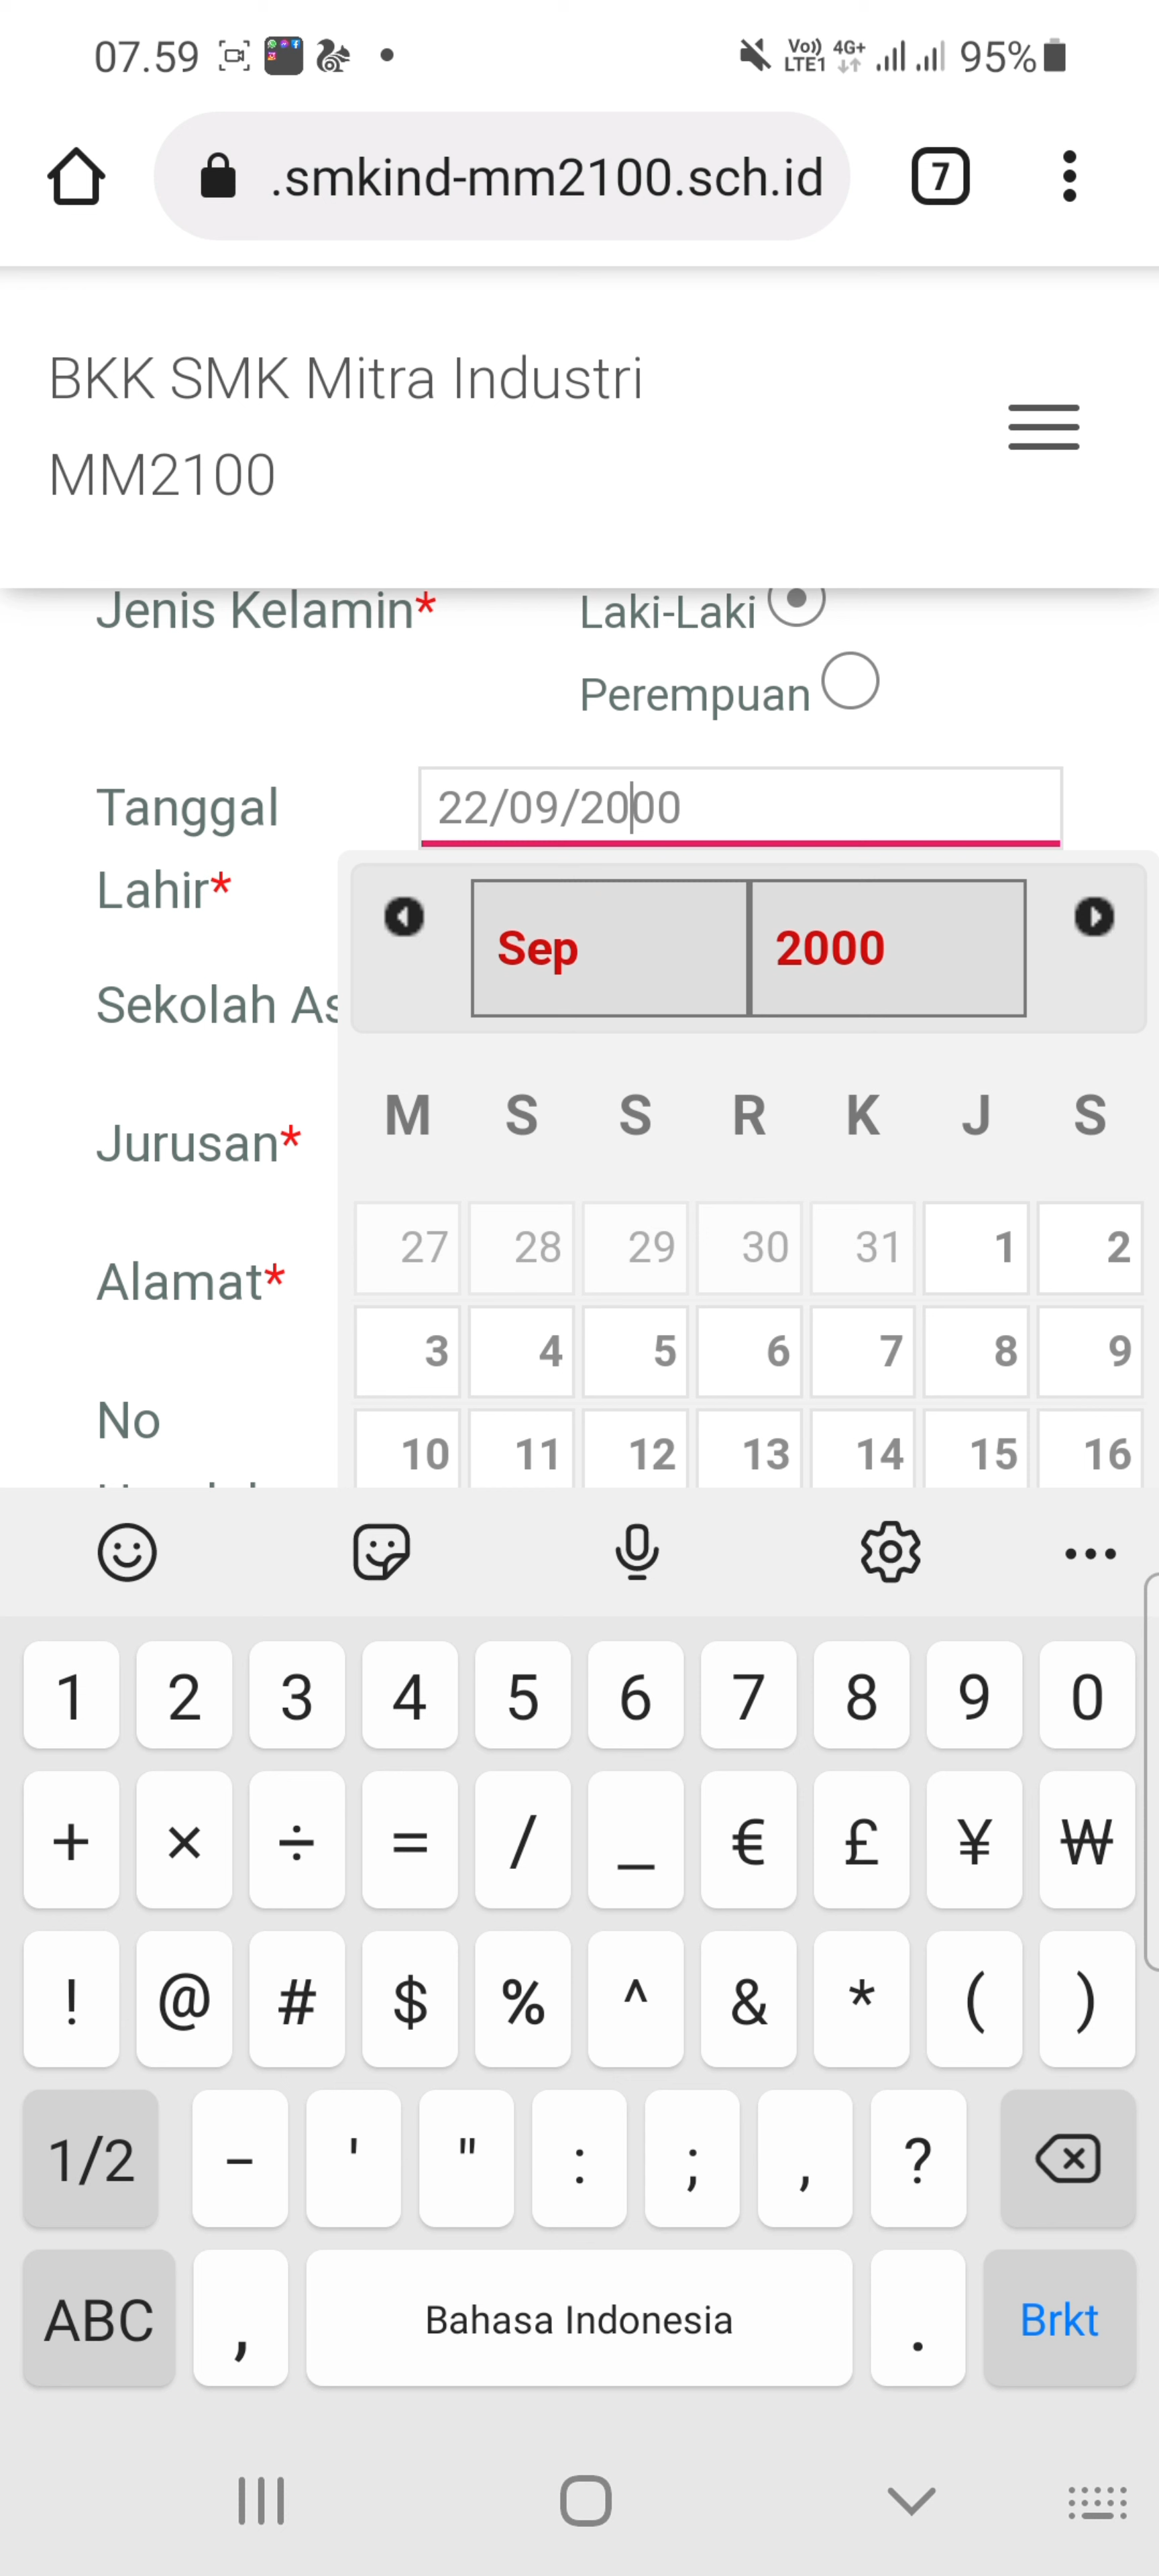 07.59 Vo)) LTE1 4G+ 95%
.smkind-mm2100.sch.id 7
BKK SMK Mitra Industri
MM2100
Jenis Kelamin* Laki-Laki
Perempuan
Tanggal 22/09/2000
Lahir*
Sep 2000
Sekolah As
M S S R K J S
Jurusan*
27 28 29 30 31 1 2
Alamat*
3 4 5 6 7 8 9
No
10 11 12 13 14 15 16
1 2 3 4 5 6 7 8 9 0
+ × ÷ = / _ € £ ¥ ₩
! @ # $ % ^ & * ( )
1/2 - ' " : ; , ?
ABC , Bahasa Indonesia . Brkt